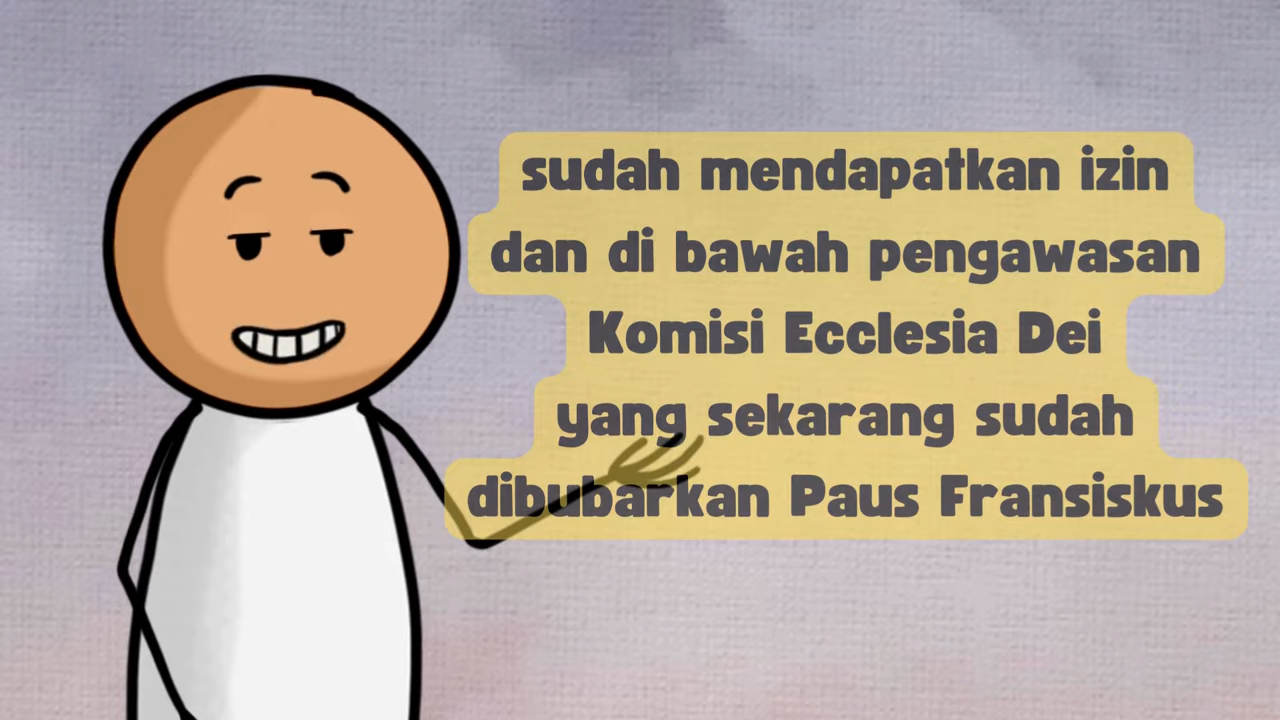 sudah mendapatkan izin
dan di bawah pengawasan
Komisi Ecclesia Dei
yang sekarang sudah
dibubarkan Paus Fransiskus